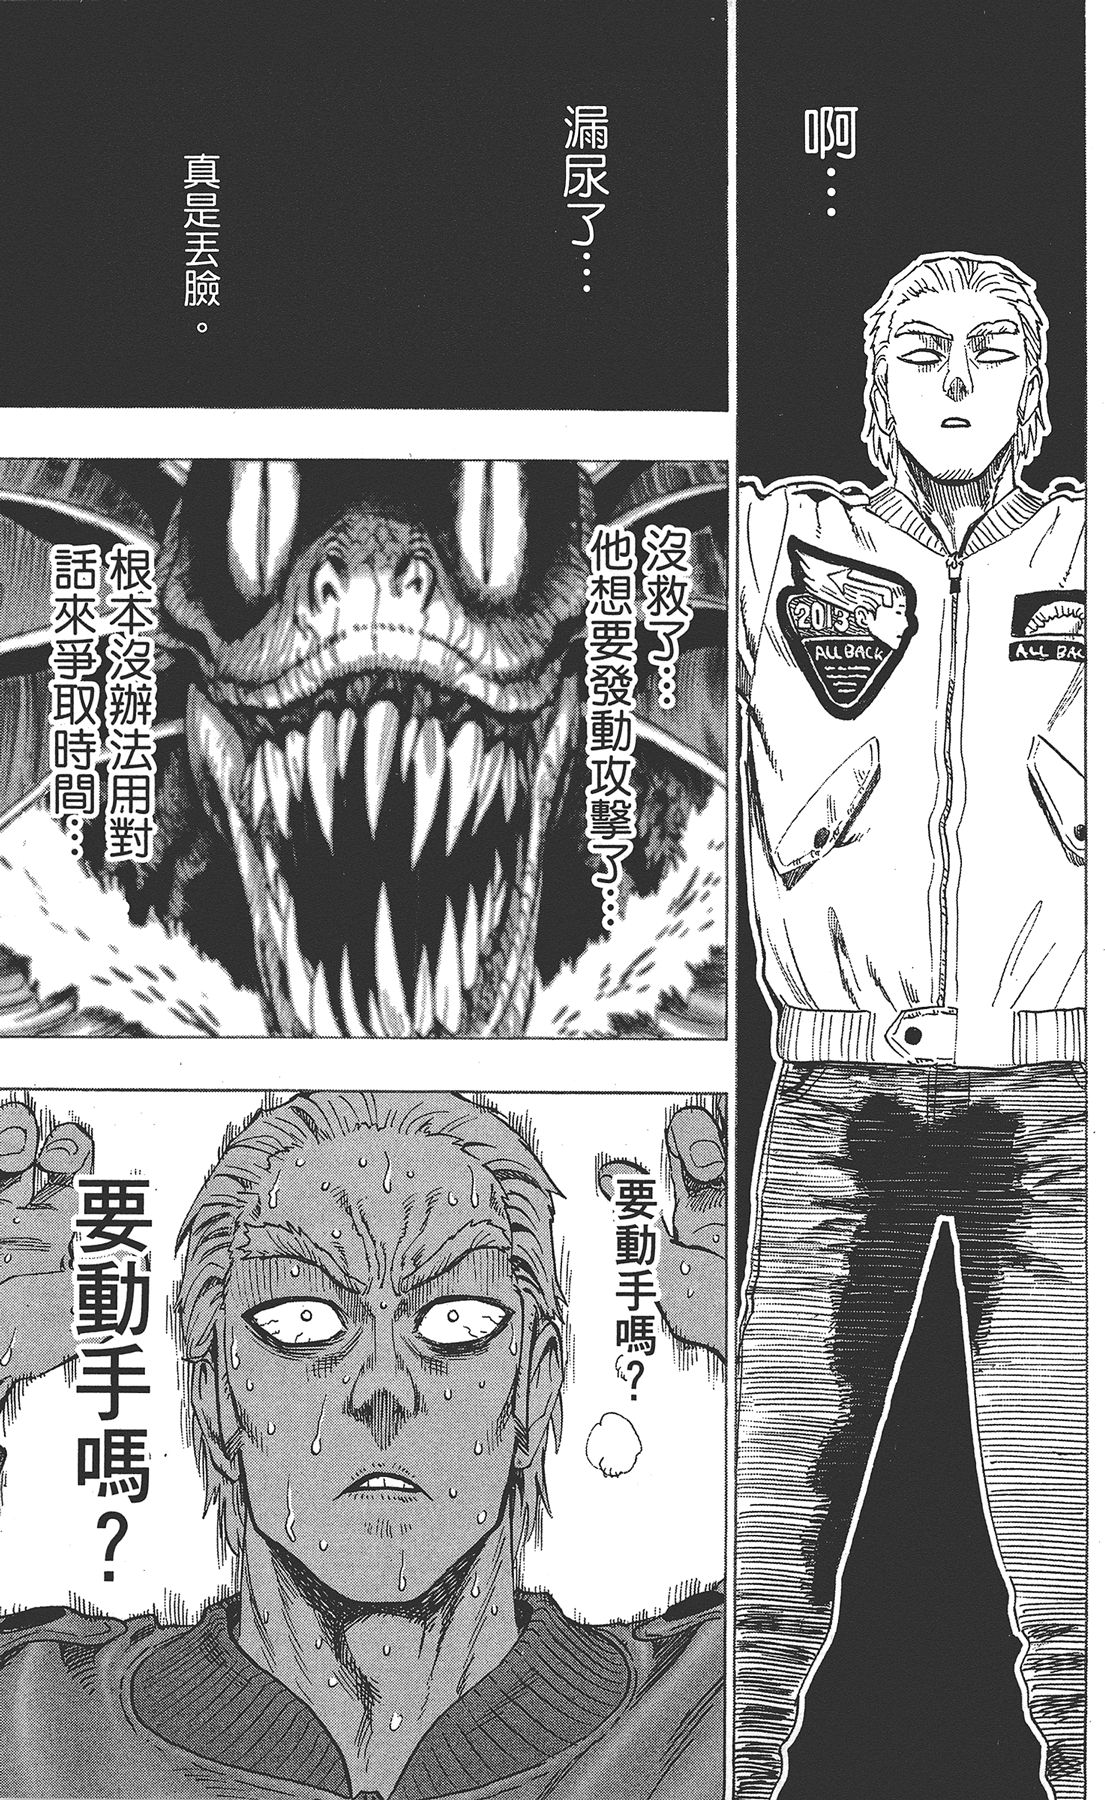 啊…
漏尿了…
真是丟臉。
2013
ALL BACK
ALL BAC
沒救了…
他想要發動攻擊了…
根本沒辦法用對
話來爭取時間…
要動手嗎？
要動手嗎？